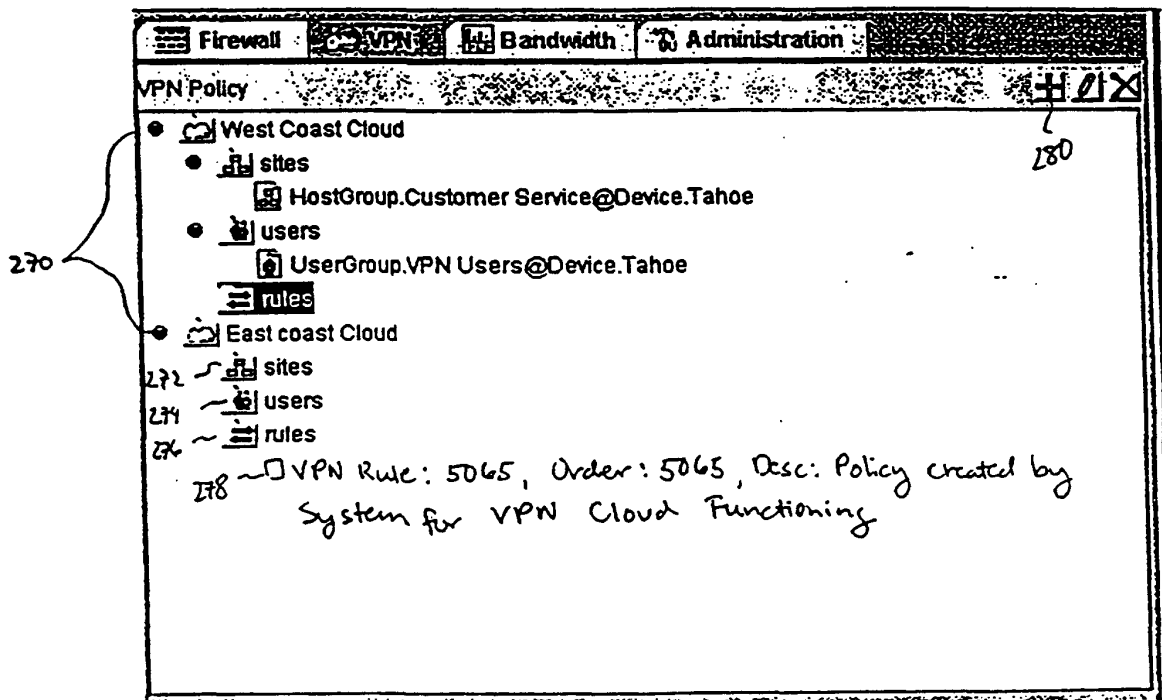 Firewall VPN Bandwidth Administration
VPN Policy
280
West Coast Cloud
sites
HostGroup.Customer Service@Device.Tahoe
users
270
UserGroup.VPN Users@Device.Tahoe
rules
East coast Cloud
272 sites
274 users
276 rules
278 VPN Rule: 5065, Order: 5065, Desc: Policy created by
System for VPN Cloud Functioning